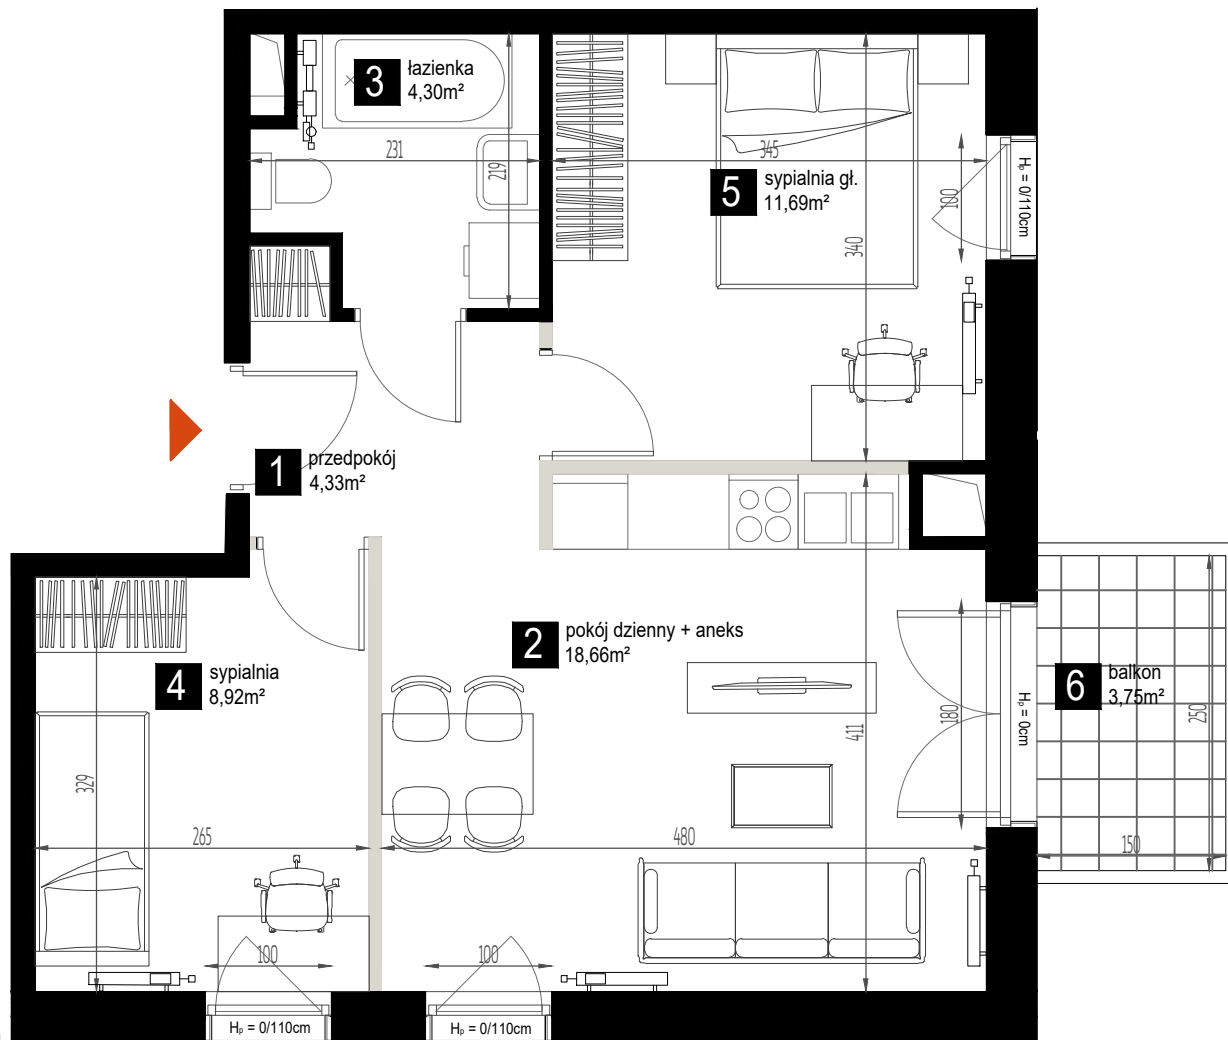 3
łazienka
4,30m²
231
219
345
5
sypialnia gł.
11,69m²
100
Hₚ = 0/110cm
340
1
przedpokój
4,33m²
2
pokój dzienny + aneks
18,66m²
4
sypialnia
8,92m²
6
balkon
3,75m²
180
Hₚ = 0cm
250
411
329
265
480
150
100
100
Hₚ = 0/110cm
Hₚ = 0/110cm